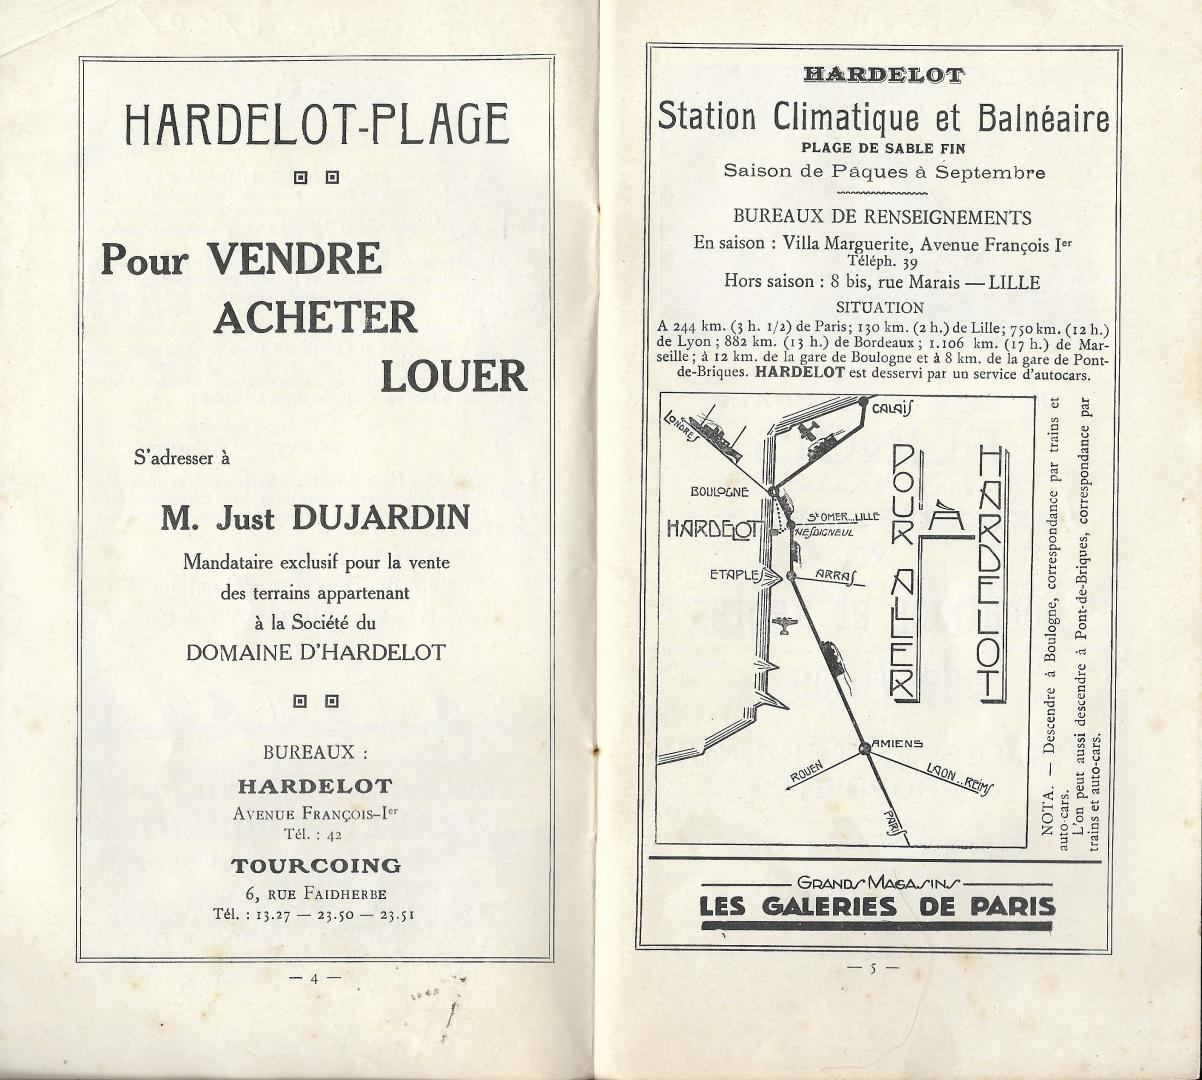 HARDELOT-PLAGE
Pour VENDRE
ACHETER
LOUER
S'adresser à
M. Just DUJARDIN
Mandataire exclusif pour la vente
des terrains appartenant
à la Société du
DOMAINE D'HARDELOT
BUREAUX :
HARDELOT
AVENUE FRANÇOIS-Ier
Tél. : 42
TOURCOING
6, RUE FAIDHERBE
Tél. : 13.27 — 23.50 — 23.51
— 4 —
HARDELOT
Station Climatique et Balnéaire
PLAGE DE SABLE FIN
Saison de Pâques à Septembre
BUREAUX DE RENSEIGNEMENTS
En saison : Villa Marguerite, Avenue François Ier
Téléph. 39
Hors saison : 8 bis, rue Marais — LILLE
SITUATION
A 244 km. (3 h. 1/2) de Paris; 130 km. (2 h.) de Lille; 750 km. (12 h.)
de Lyon ; 882 km. (13 h.) de Bordeaux ; 1.106 km. (17 h.) de Mar-
seille ; à 12 km. de la gare de Boulogne et à 8 km. de la gare de Pont-
de-Briques. HARDELOT est desservi par un service d'autocars.
CALAIS
LONDRES
BOULOGNE
HARDELOT
St OMER...LILLE
NESDIGNEUL
ETAPLES
ARRAS
AMIENS
ROUEN
LAON...REIMS
PARIS
POUR ALLER
A
HARDELOT
NOTA. — Descendre à Boulogne, correspondance par trains et
auto-cars.
L'on peut aussi descendre à Pont-de-Briques, correspondance par
trains et auto-cars.
GRANDS MAGASINS
LES GALERIES DE PARIS
— 5 —